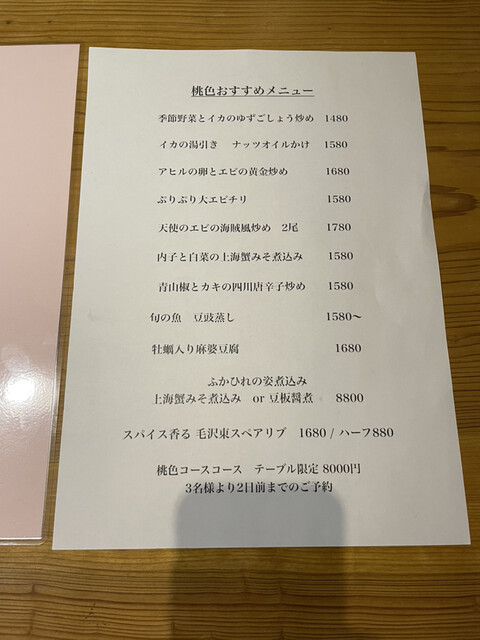 桃色おすすめメニュー
季節野菜とイカのゆずごしょう炒め 1480
イカの湯引き ナッツオイルかけ 1580
アヒルの卵とエビの黄金炒め 1680
ぷりぷり大エビチリ 1580
天使のエビの海賊風炒め 2尾 1780
内子と白菜の上海蟹みそ煮込み 1580
青山椒とカキの四川唐辛子炒め 1580
旬の魚 豆豉蒸し 1580〜
牡蠣入り麻婆豆腐 1680
ふかひれの姿煮込み
上海蟹みそ煮込み or 豆板醤煮 8800
スパイス香る 毛沢東スペアリブ 1680 / ハーフ880
桃色コースコース テーブル限定 8000円
3名様より2日前までのご予約